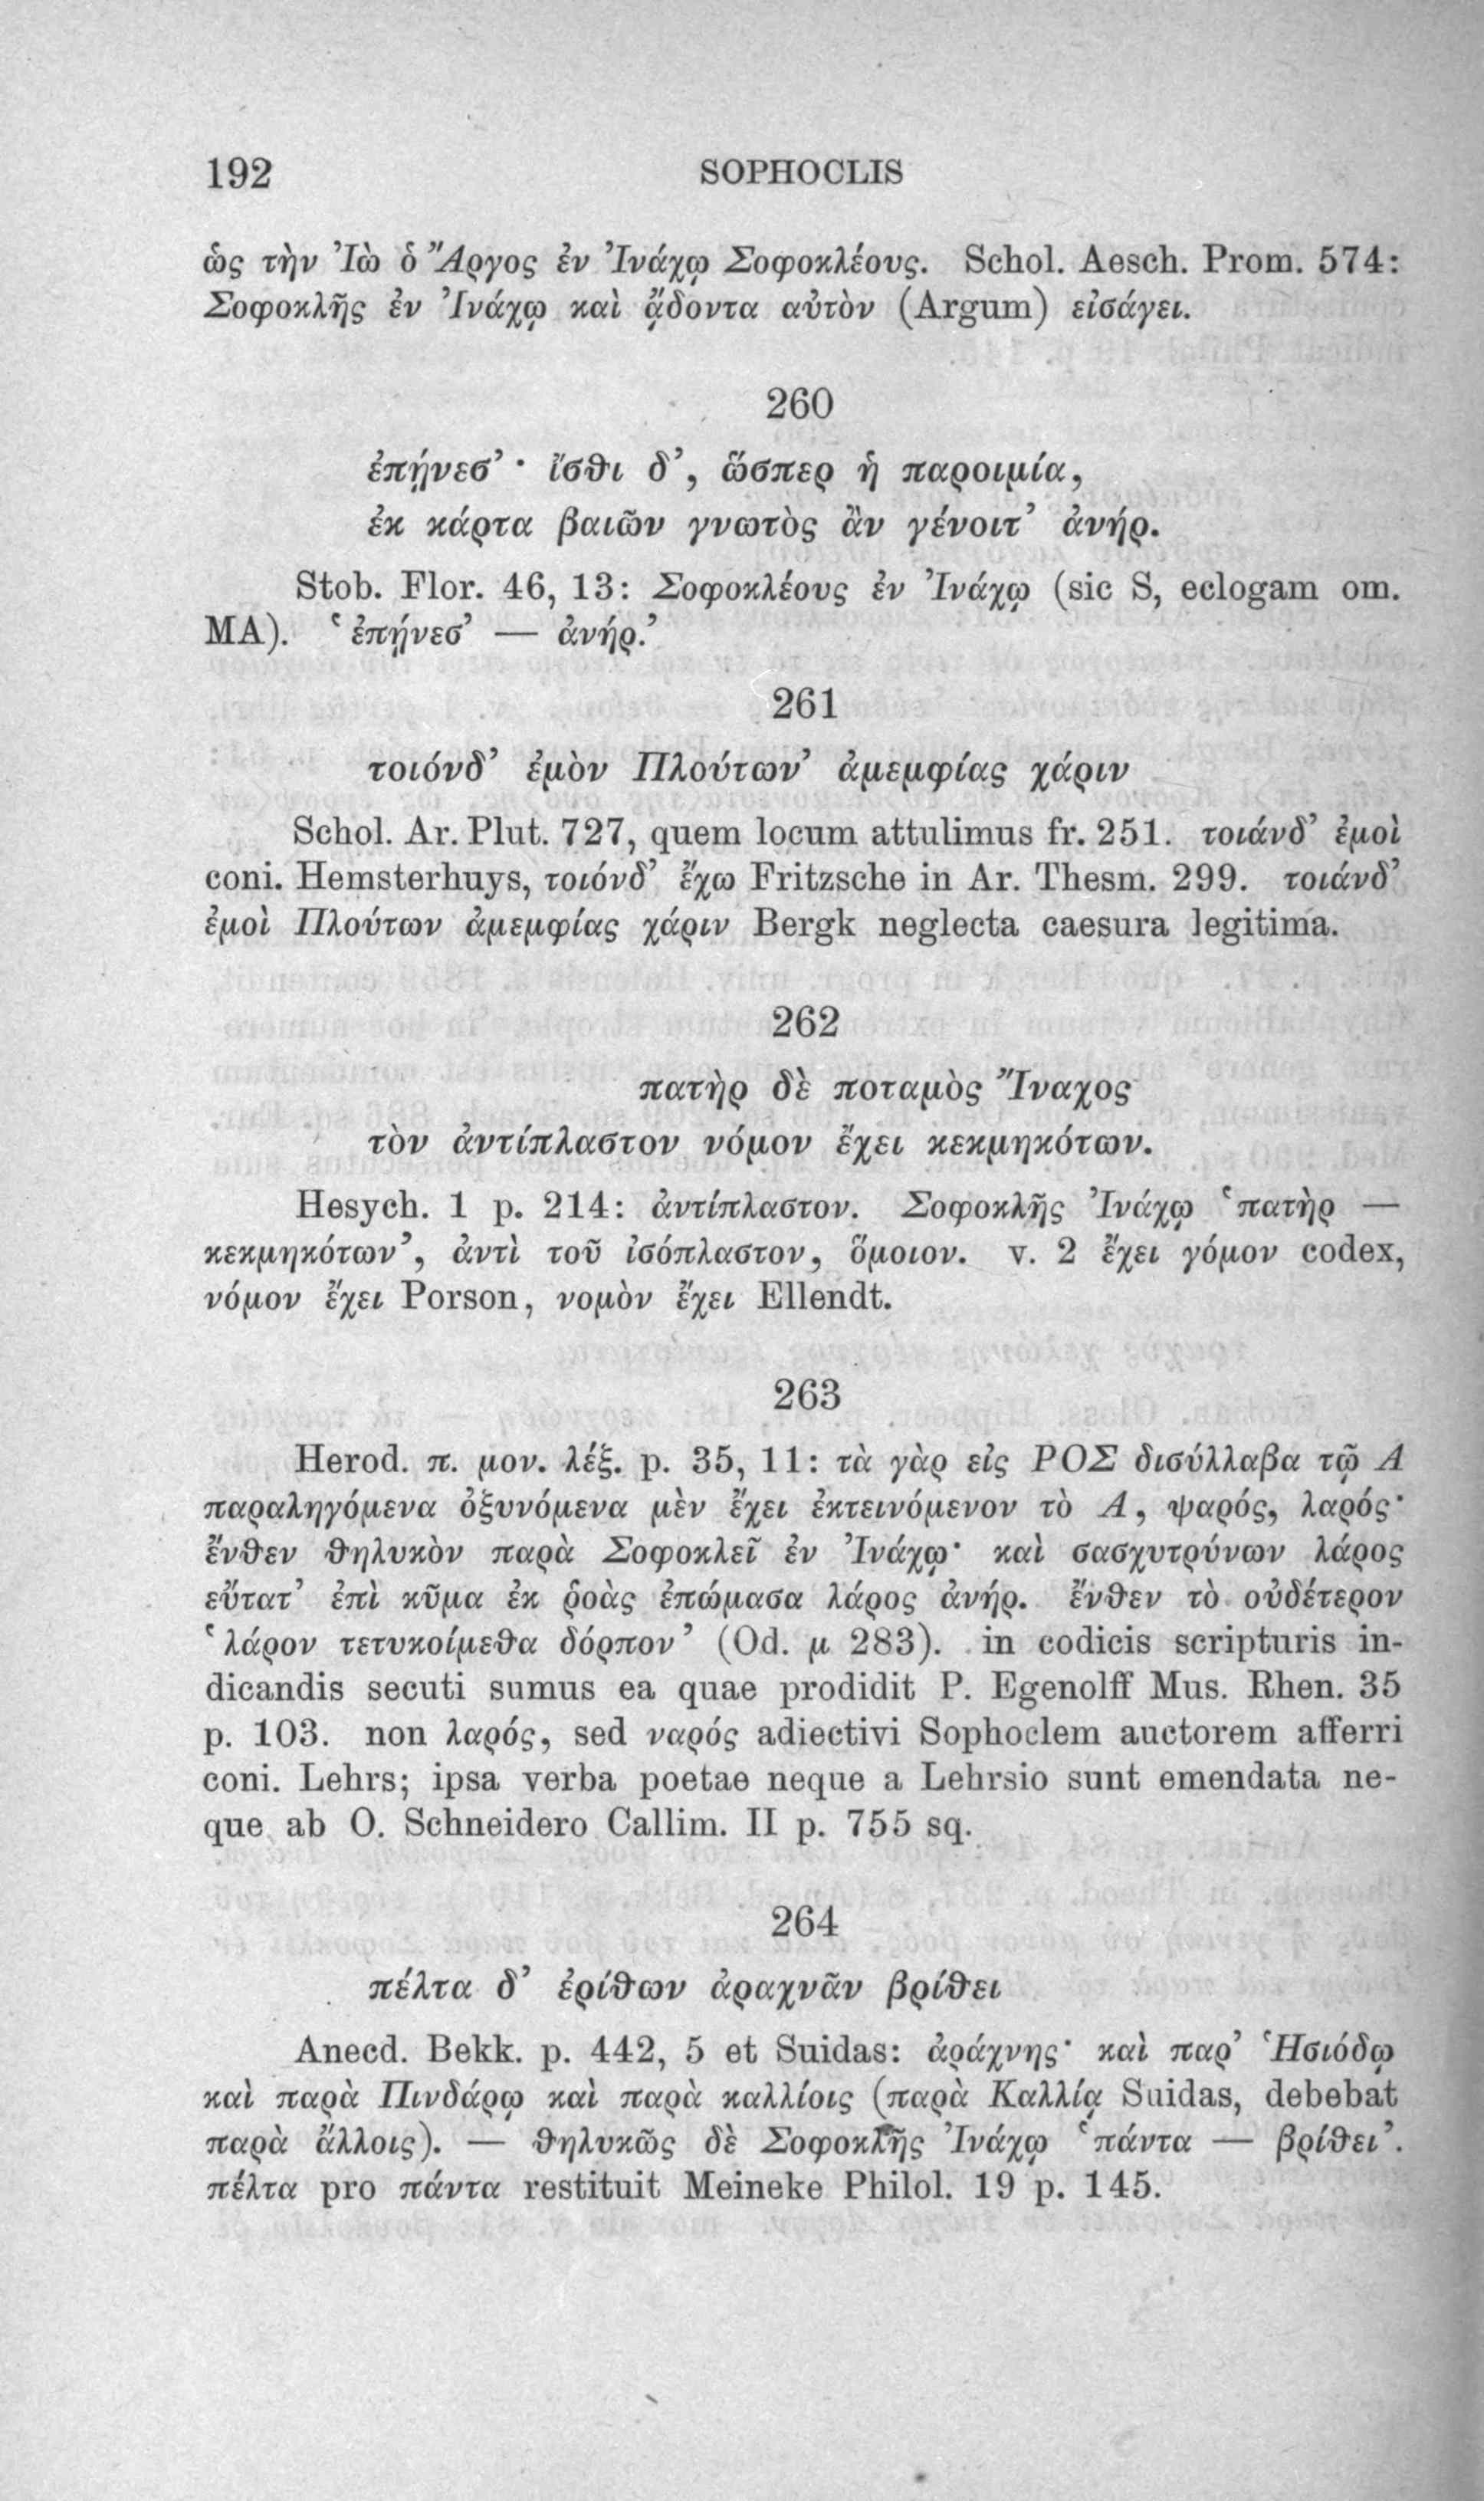 192 SOPHOCLIS
ὡς τὴν Ἰὼ ὁ Ἄργος ἐν Ἰνάχῳ Σοφοκλέους. Schol. Aesch. Prom. 574:
Σοφοκλῆς ἐν Ἰνάχῳ καὶ ᾄδοντα αὐτὸν (Argum) εἰσάγει.
260
ἐπῄνεσ’· ἴσθι δ’, ὥσπερ ἡ παροιμία,
ἐκ κάρτα βαιῶν γνωτὸς ἂν γένοιτ’ ἀνήρ.
Stob. Flor. 46, 13: Σοφοκλέους ἐν Ἰνάχῳ (sic S, eclogam om.
MA). ‘ἐπῄνεσ’ — ἀνήρ.’
261
τοιόνδ’ ἐμὸν Πλούτων’ ἀμεμφίας χάριν
Schol. Ar. Plut. 727, quem locum attulimus fr. 251. τοιάνδ’ ἐμοὶ
coni. Hemsterhuys, τοιόνδ’ ἔχω Fritzsche in Ar. Thesm. 299. τοιάνδ’
ἐμοὶ Πλούτων ἀμεμφίας χάριν Bergk neglecta caesura legitima.
262
πατὴρ δὲ ποταμὸς Ἴναχος
τὸν ἀντίπλαστον νόμον ἔχει κεκμηκότων.
Hesych. 1 p. 214: ἀντίπλαστον. Σοφοκλῆς Ἰνάχῳ ‘πατὴρ —
κεκμηκότων’, ἀντὶ τοῦ ἰσόπλαστον, ὅμοιον. v. 2 ἔχει γόμον codex,
νόμον ἔχει Porson, νομὸν ἔχει Ellendt.
263
Herod. π. μον. λέξ. p. 35, 11: τὰ γὰρ εἰς ΡΟΣ δισύλλαβα τῷ Α
παραληγόμενα ὀξυνόμενα μὲν ἔχει ἐκτεινόμενον τὸ Α, ψαρός, λαρός·
ἔνθεν θηλυκὸν παρὰ Σοφοκλεῖ ἐν Ἰνάχῳ· καὶ σασχυτρύνων λάρος
εὔτατ’ ἐπὶ κῦμα ἐκ ῥοὰς ἐπώμασα λάρος ἀνήρ. ἔνθεν τὸ οὐδέτερον
‘λάρον τετυκοίμεθα δόρπον’ (Od. μ 283). in codicis scripturis in-
dicandis secuti sumus ea quae prodidit P. Egenolff Mus. Rhen. 35
p. 103. non λαρός, sed ναρός adiectivi Sophoclem auctorem afferri
coni. Lehrs; ipsa verba poetae neque a Lehrsio sunt emendata ne-
que ab O. Schneidero Callim. II p. 755 sq.
264
πέλτα δ’ ἐρίθων ἀραχνᾶν βρίθει
Anecd. Bekk. p. 442, 5 et Suidas: ἀράχνης· καὶ παρ’ Ἡσιόδῳ
καὶ παρὰ Πινδάρῳ καὶ παρὰ καλλίοις (παρὰ Καλλίᾳ Suidas, debebat
παρὰ ἄλλοις). — θηλυκῶς δὲ Σοφοκλῆς Ἰνάχῳ ‘πάντα — βρίθει’.
πέλτα pro πάντα restituit Meineke Philol. 19 p. 145.